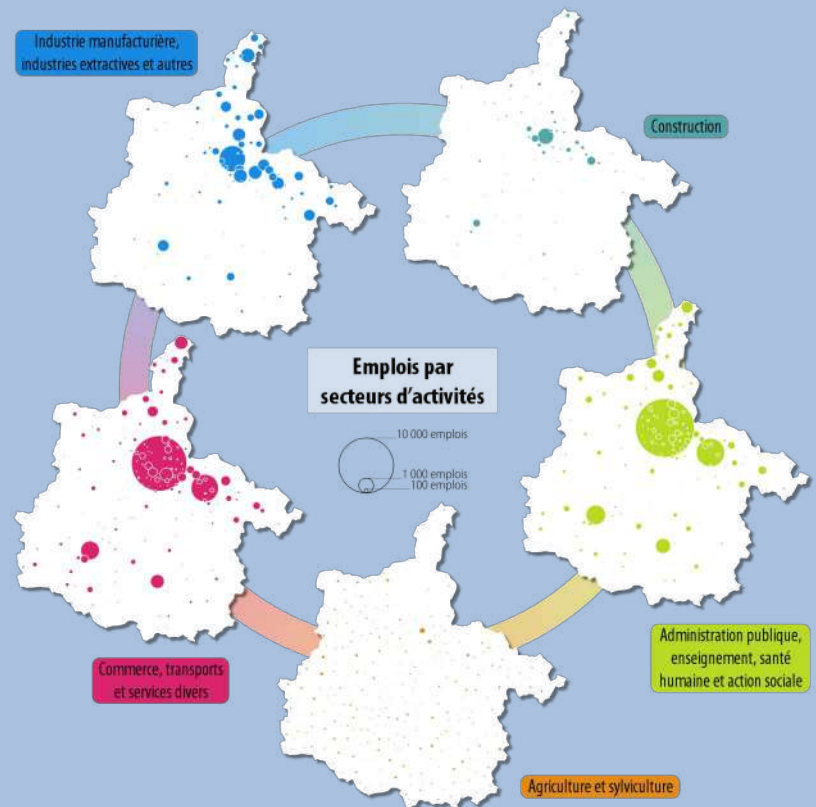 Industrie manufacturière,
industries extractives et autres
Construction
Emplois par
secteurs d'activités
10 000 emplois
1 000 emplois
100 emplois
Commerce, transports
et services divers
Administration publique,
enseignement, santé
humaine et action sociale
Agriculture et sylviculture